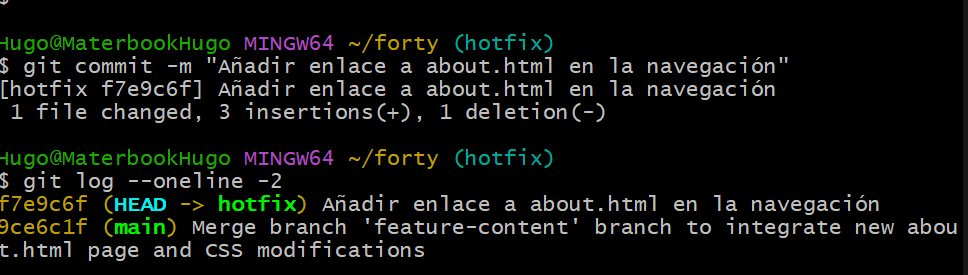 $
Hugo@MaterbookHugo MINGW64 ~/forty (hotfix)
$ git commit -m "Añadir enlace a about.html en la navegación"
[hotfix f7e9c6f] Añadir enlace a about.html en la navegación
 1 file changed, 3 insertions(+), 1 deletion(-)
Hugo@MaterbookHugo MINGW64 ~/forty (hotfix)
$ git log --oneline -2
f7e9c6f (HEAD -> hotfix) Añadir enlace a about.html en la navegación
9ce6c1f (main) Merge branch 'feature-content' branch to integrate new abou
t.html page and CSS modifications